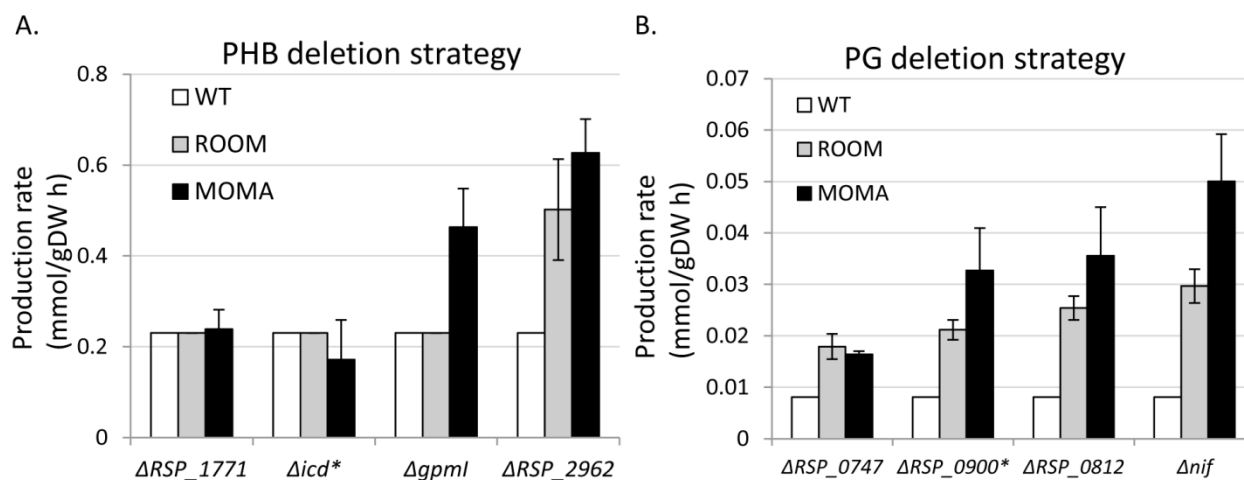 A.
PHB deletion strategy
Production rate
(mmol/gDW h)
0.8
0.6
0.4
0.2
0
WT
ROOM
MOMA
ΔRSP_1771 Δicd* ΔgpmI ΔRSP_2962
B.
PG deletion strategy
Production rate
(mmol/gDW h)
0.07
0.06
0.05
0.04
0.03
0.02
0.01
0
WT
ROOM
MOMA
ΔRSP_0747 ΔRSP_0900* ΔRSP_0812 Δnif